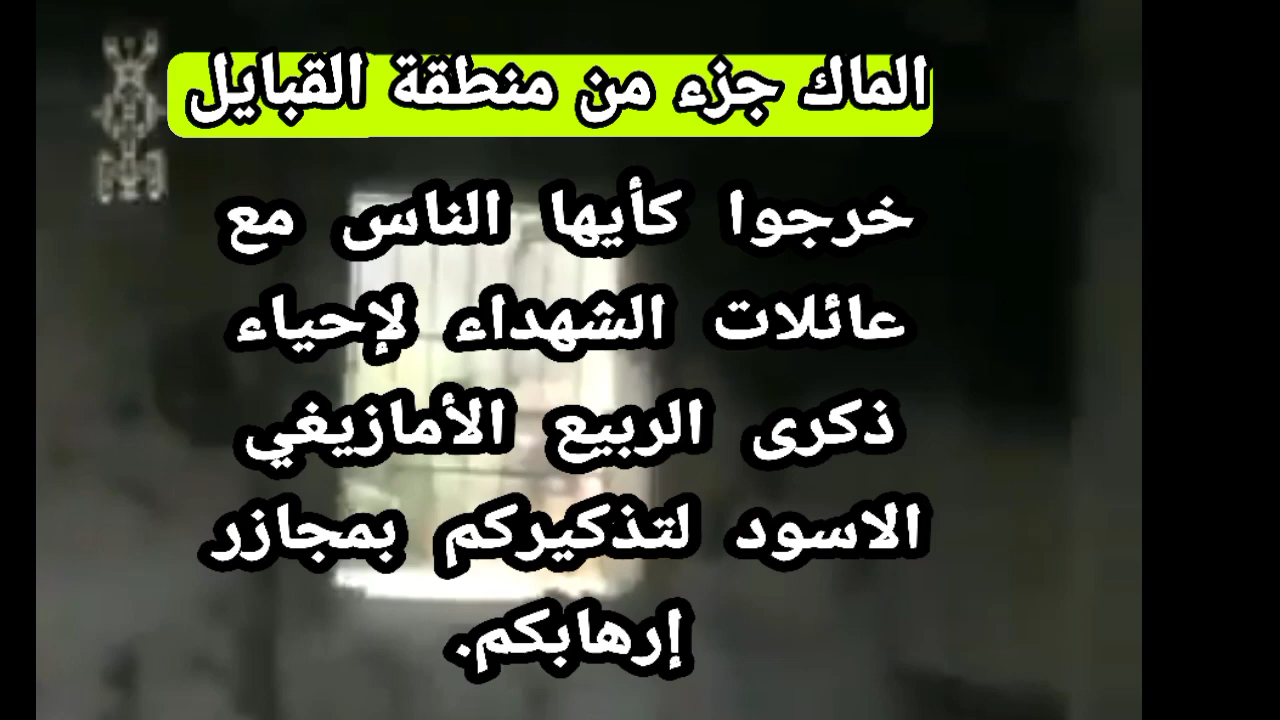 الماك جزء من منطقة القبايل
خرجوا كأيها الناس مع
عائلات الشهداء لإحياء
ذكرى الربيع الأمازيغي
الاسود لتذكيركم بمجازر
إرهابكم.